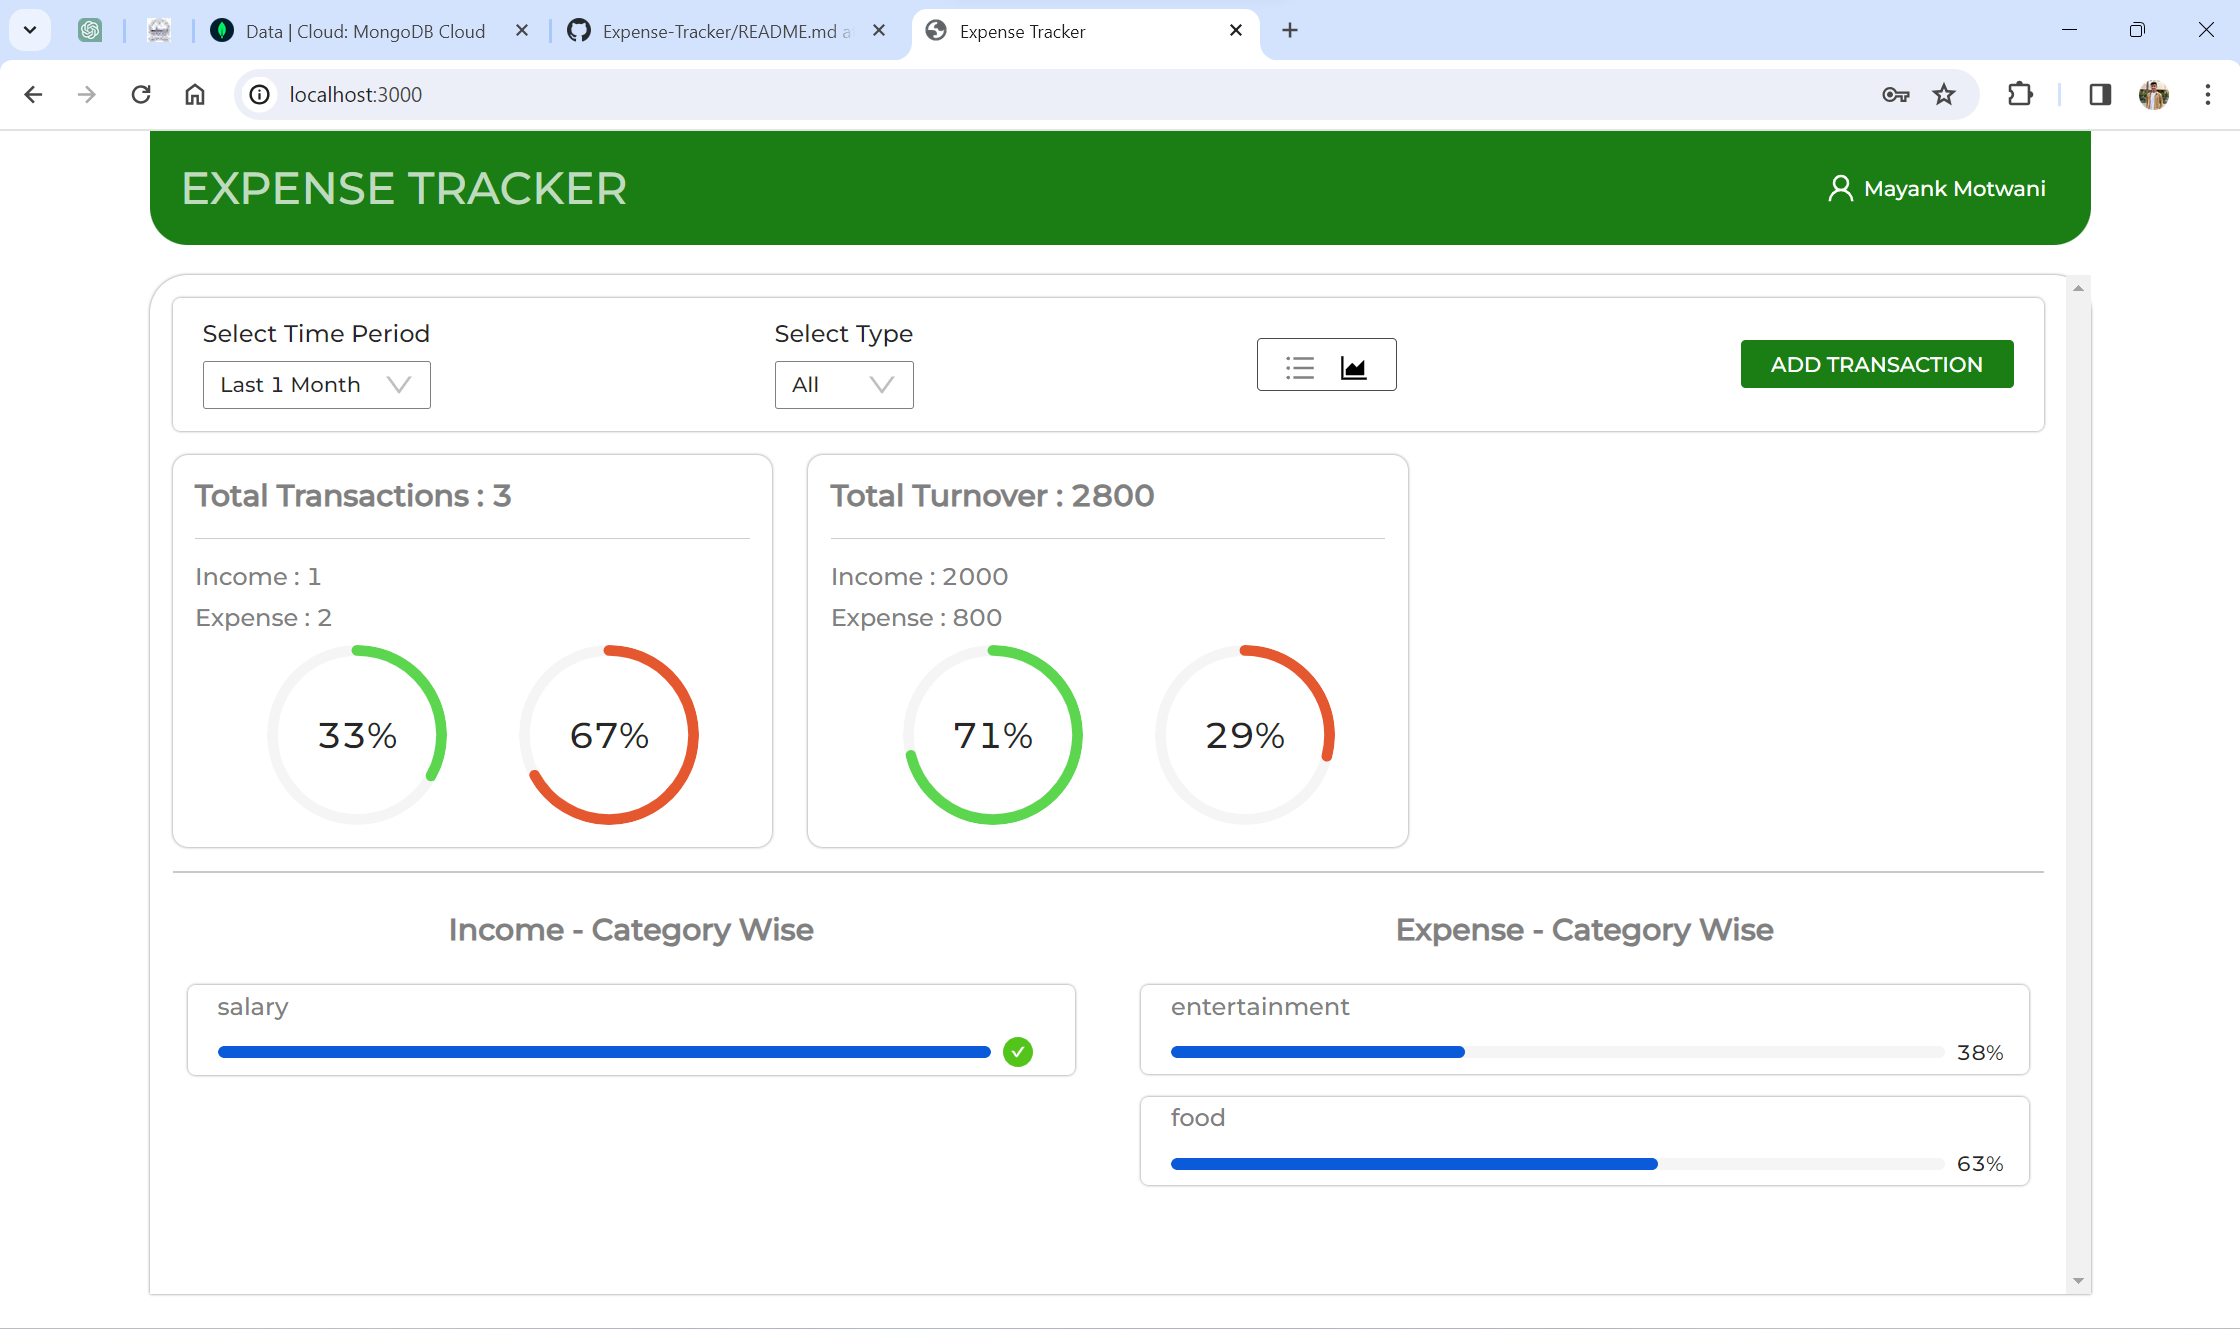 Data | Cloud: MongoDB Cloud
Expense-Tracker/README.md a
Expense Tracker
localhost:3000
EXPENSE TRACKER
Mayank Motwani
Select Time Period
Select Type
Last 1 Month
All
ADD TRANSACTION
Total Transactions : 3
Income : 1
Expense : 2
33%
67%
Total Turnover : 2800
Income : 2000
Expense : 800
71%
29%
Income - Category Wise
salary
Expense - Category Wise
entertainment
38%
food
63%